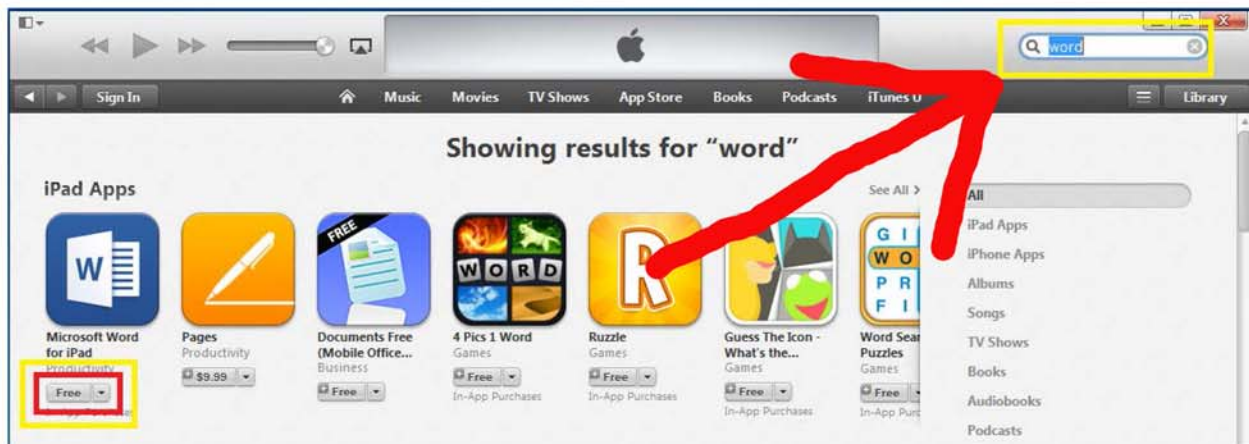 word
Sign In
Music Movies TV Shows App Store Books Podcasts iTunes U
Library
Showing results for “word”
iPad Apps
See All >
W
FREE
WORD
R
G I
W O
P R
F I
Microsoft Word
for iPad
Productivity
Free
In-App Purchases
Pages
Productivity
$9.99
Documents Free
(Mobile Office...
Business
Free
4 Pics 1 Word
Games
Free
In-App Purchases
Ruzzle
Games
Free
In-App Purchases
Guess The Icon -
What's the...
Games
Free
In-App Purchases
Word Sear
Puzzles
Games
Free
In-App Purc
All
iPad Apps
iPhone Apps
Albums
Songs
TV Shows
Books
Audiobooks
Podcasts